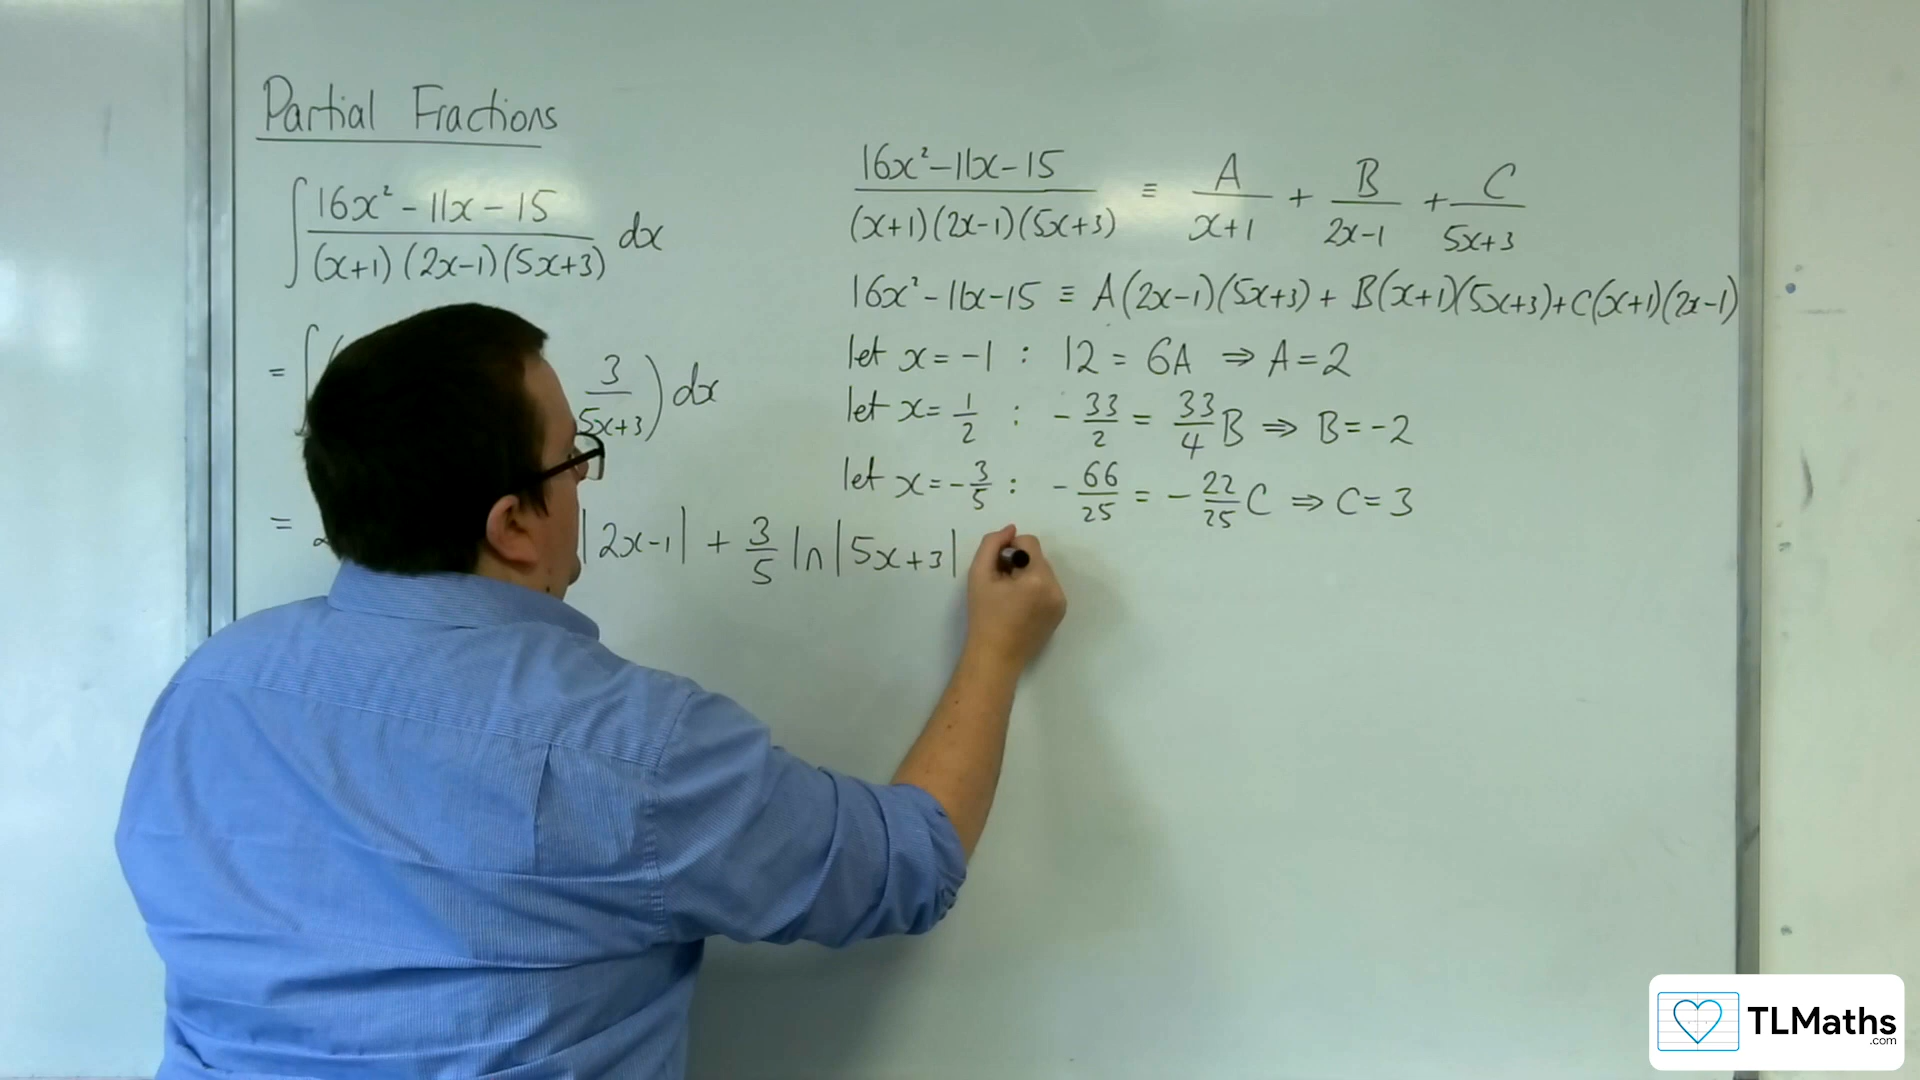 Partial Fractions
∫ 16x² - 11x - 15 / (x+1)(2x-1)(5x+3) dx
= ∫( 3 / 5x+3 ) dx
= |2x-1| + 3/5 ln|5x+3|
16x² - 11x - 15 / (x+1)(2x-1)(5x+3) ≡ A / x+1 + B / 2x-1 + C / 5x+3
16x² - 11x - 15 ≡ A(2x-1)(5x+3) + B(x+1)(5x+3) + C(x+1)(2x-1)
let x = -1 : 12 = 6A ⇒ A = 2
let x = 1/2 : - 33/2 = 33/4 B ⇒ B = -2
let x = - 3/5 : - 66/25 = - 22/25 C ⇒ C = 3
TLMaths
.com